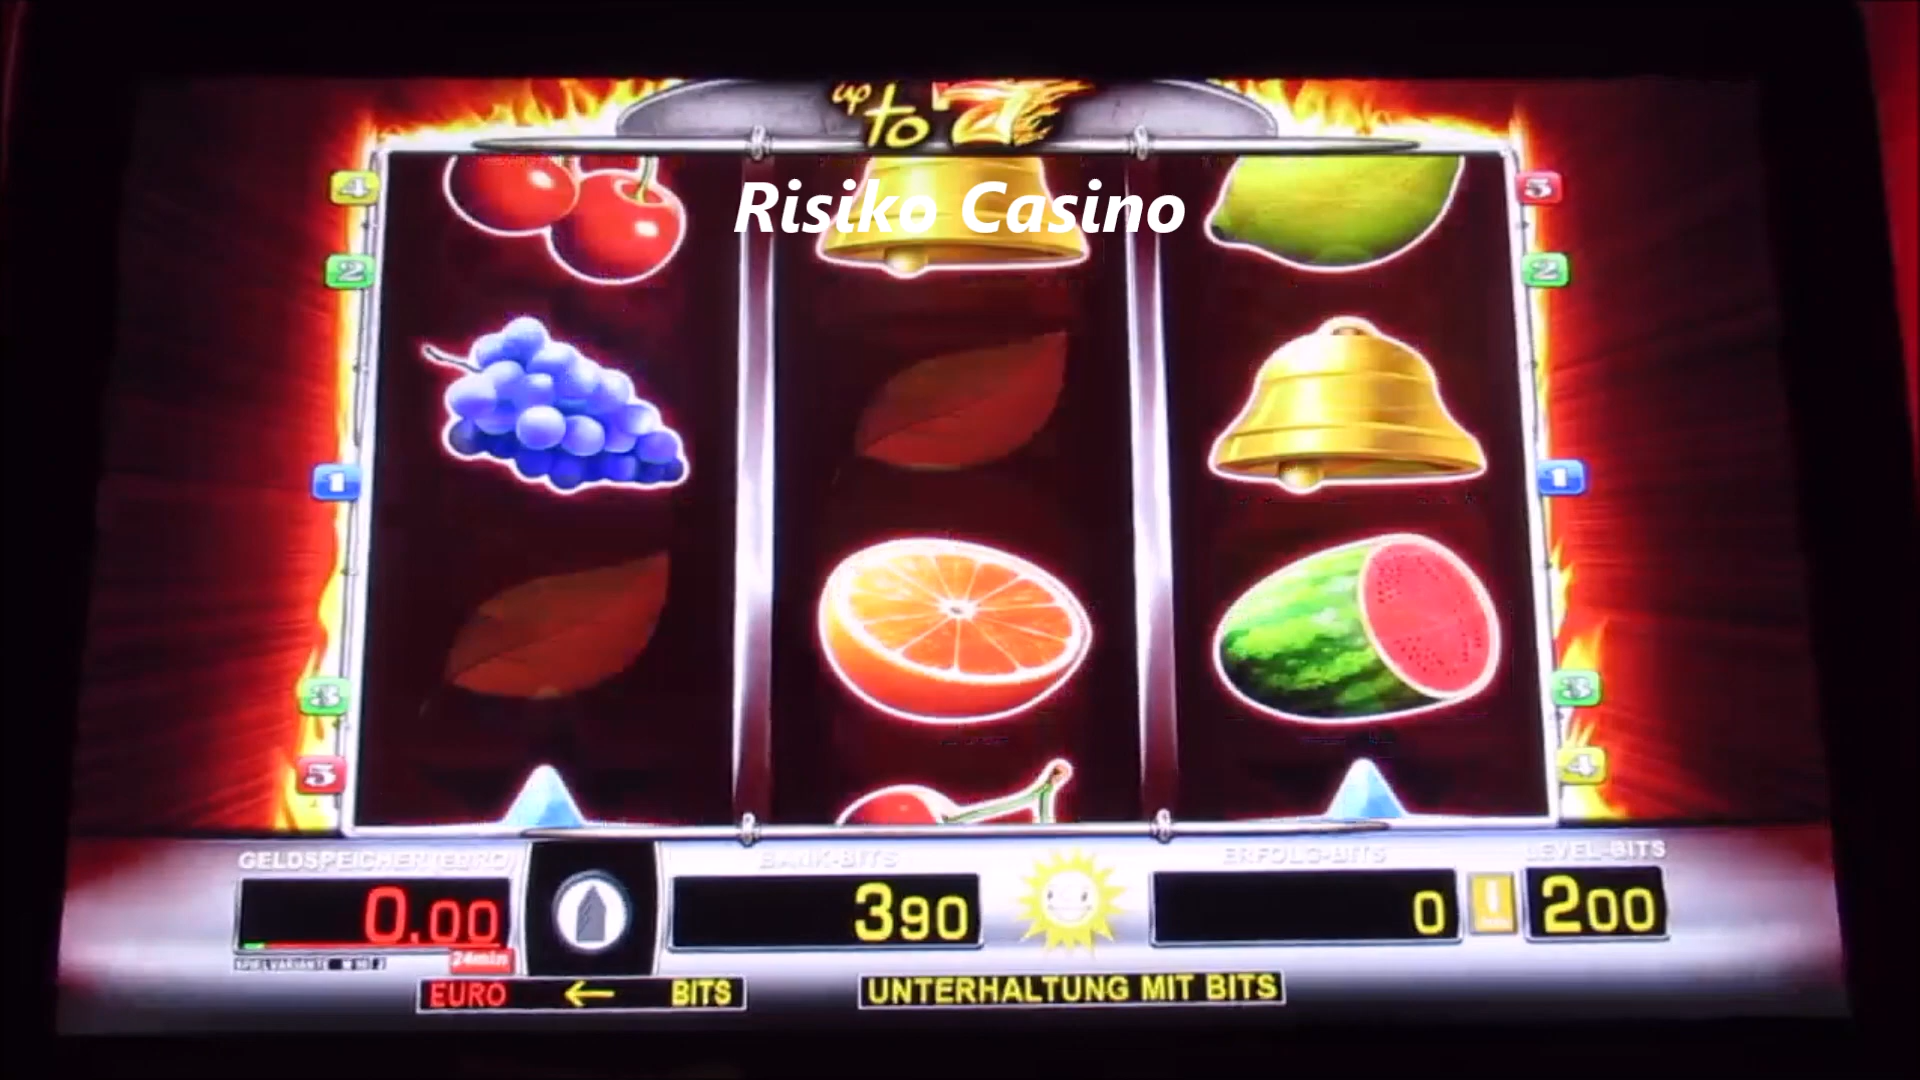 up to 7
Risiko Casino
4 5
2 2
1 1
3 3
5 4
GELDSPEICHER (EURO) BANK-BITS ERFOLG-BITS LEVEL-BITS
0.00 390 0 200
24min
EURO ← BITS UNTERHALTUNG MIT BITS